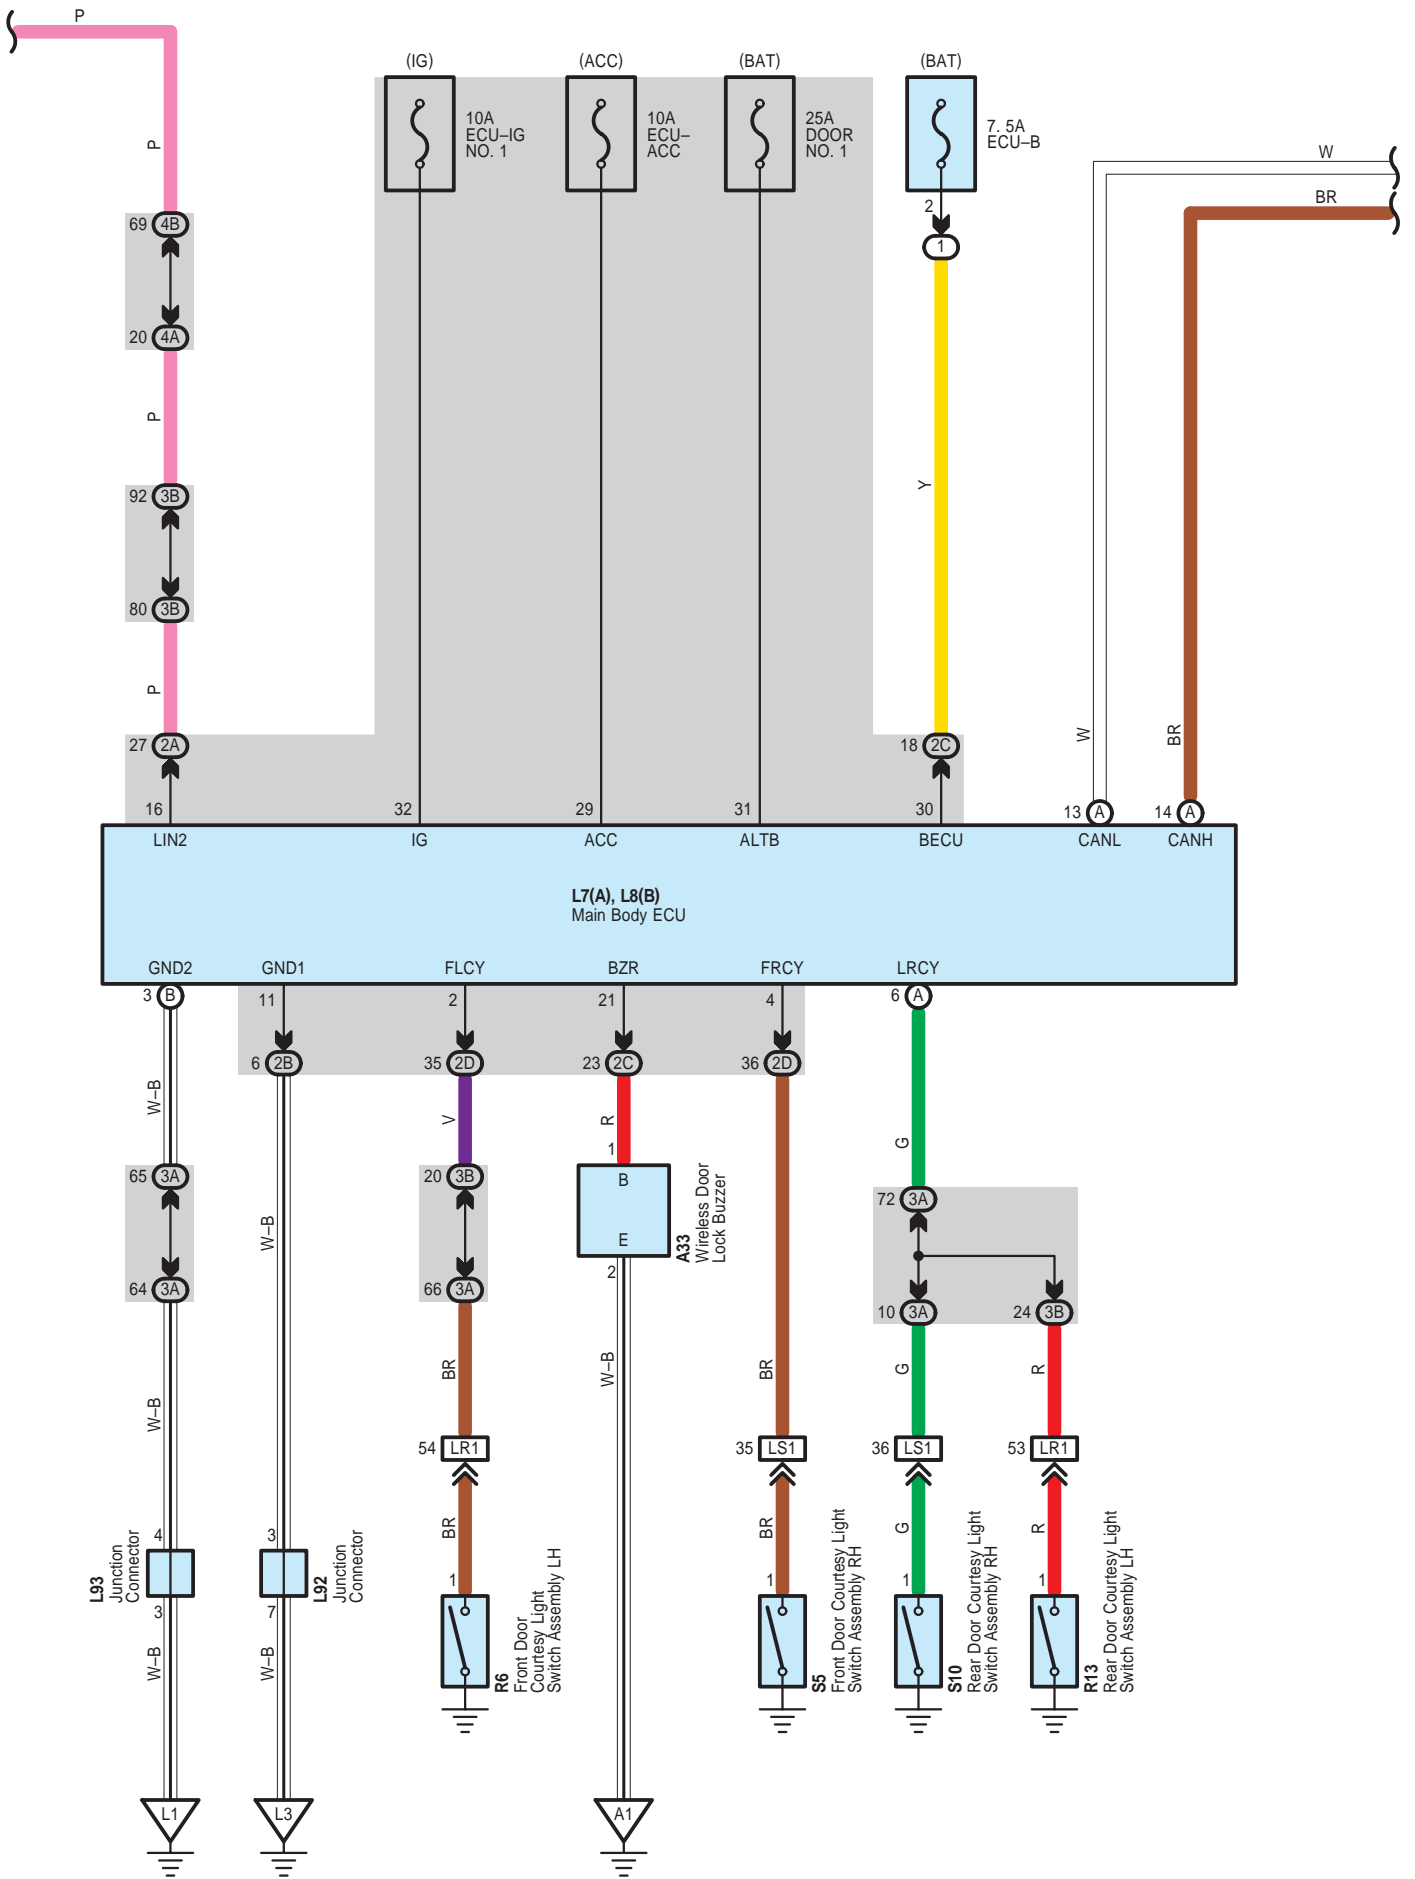 P
(IG)
(ACC)
(BAT)
(BAT)
10A
ECU–IG
NO. 1
10A
ECU–
ACC
25A
DOOR
NO. 1
7. 5A
ECU–B
P
W
BR
2
1
69 4B
20 4A
P
92 3B
Y
80 3B
P
W
BR
27 2A
18 2C
16
32
29
31
30
13 A
14 A
LIN2
IG
ACC
ALTB
BECU
CANL
CANH
L7(A), L8(B)
Main Body ECU
GND2
GND1
FLCY
BZR
FRCY
LRCY
3 B
11
2
21
4
6 A
6 2B
35 2D
23 2C
36 2D
W–B
V
R
G
1
65 3A
20 3B
B
E
A33
Wireless Door
Lock Buzzer
72 3A
W–B
2
64 3A
66 3A
10 3A
24 3B
W–B
BR
W–B
BR
G
R
54 LR1
35 LS1
36 LS1
53 LR1
BR
BR
G
R
4
L93
Junction
Connector
3
3
L92
Junction
Connector
7
1
1
1
1
W–B
W–B
R6
Front Door
Courtesy Light
Switch Assembly LH
S5
Front Door Courtesy Light
Switch Assembly RH
S10
Rear Door Courtesy Light
Switch Assembly RH
R13
Rear Door Courtesy Light
Switch Assembly LH
L1
L3
A1